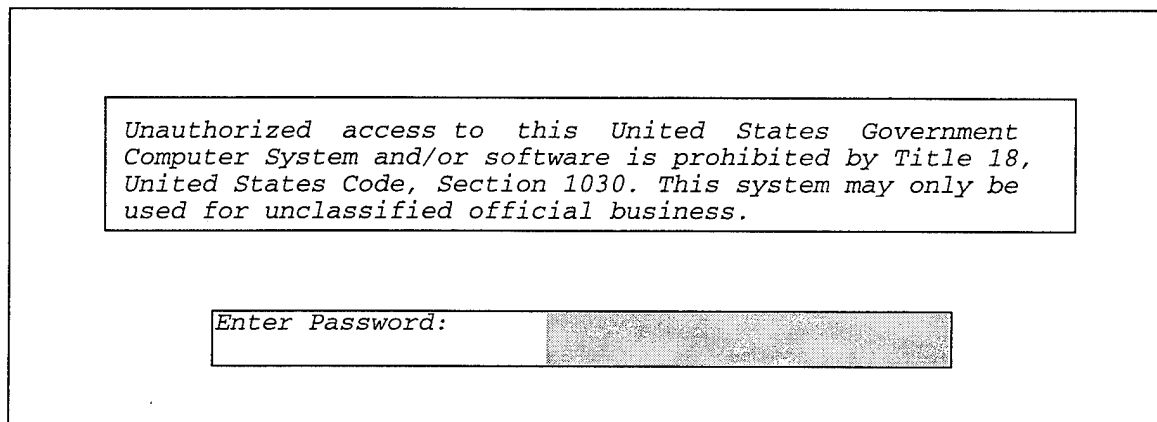 Unauthorized access to this United States Government
Computer System and/or software is prohibited by Title 18,
United States Code, Section 1030. This system may only be
used for unclassified official business.
Enter Password: